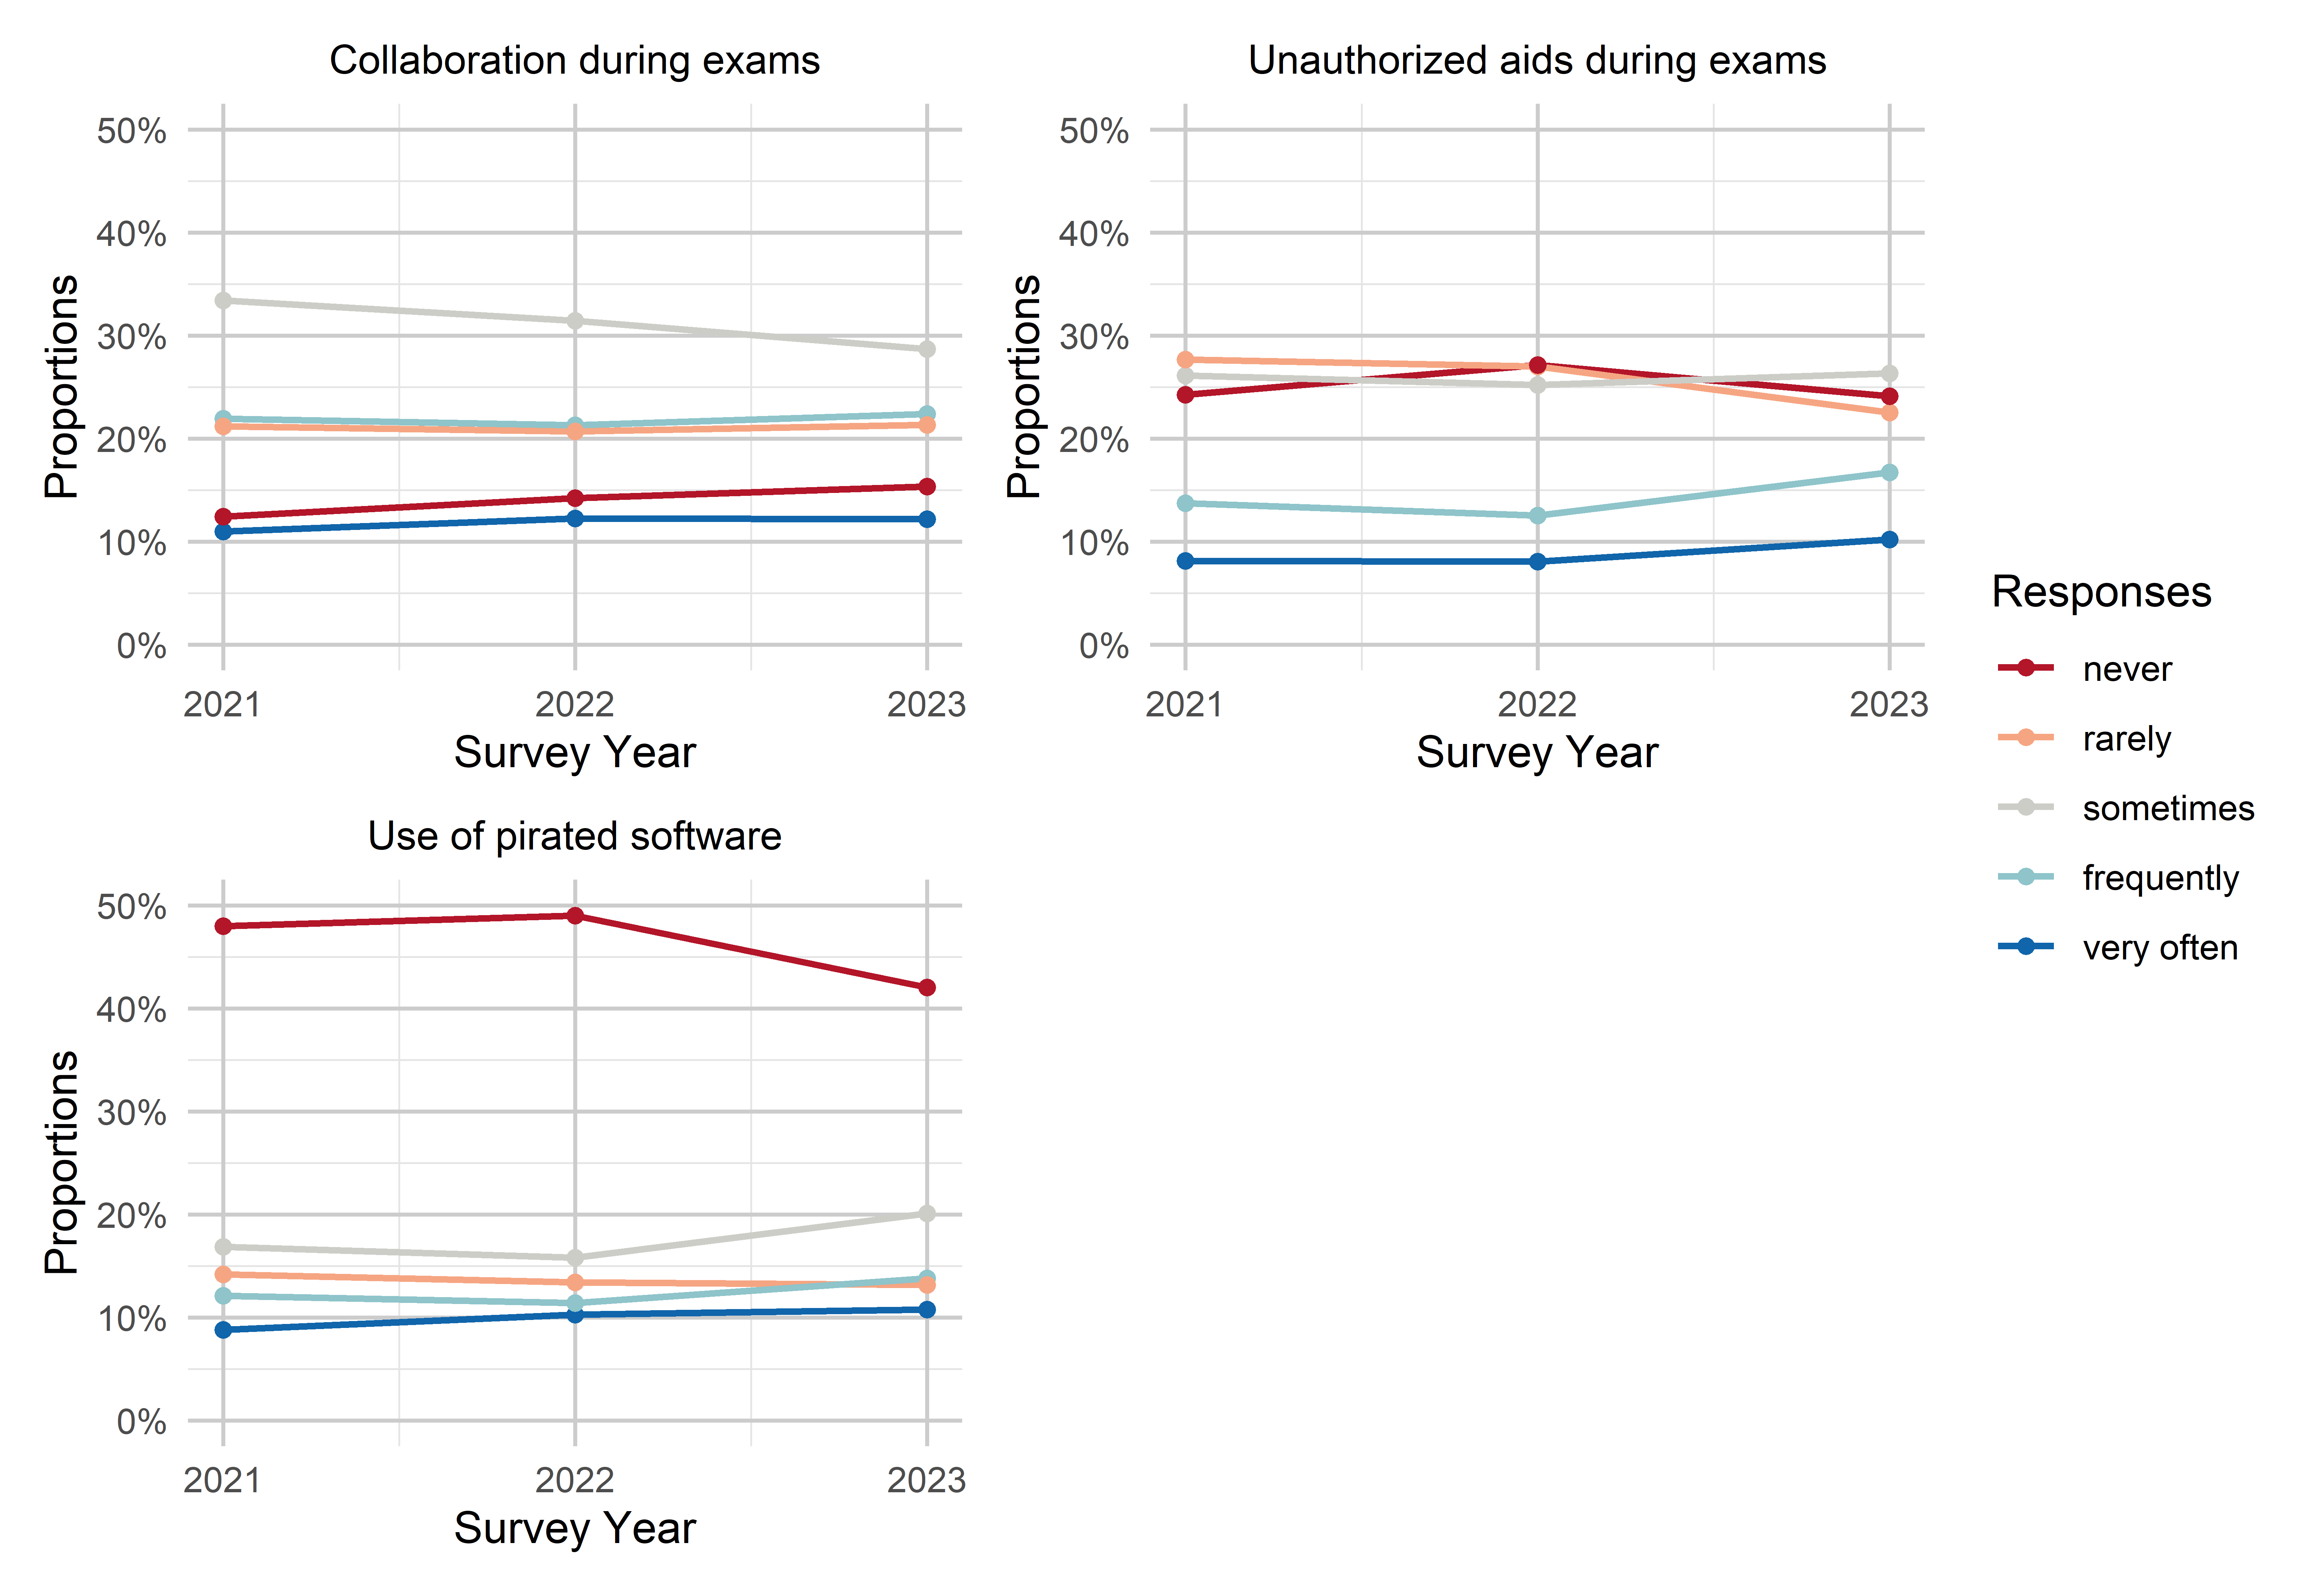 Collaboration during exams
Proportions
50%
40%
30%
20%
10%
0%
2021 2022 2023
Survey Year
Unauthorized aids during exams
Proportions
50%
40%
30%
20%
10%
0%
2021 2022 2023
Survey Year
Use of pirated software
Proportions
50%
40%
30%
20%
10%
0%
2021 2022 2023
Survey Year
Responses
never
rarely
sometimes
frequently
very often